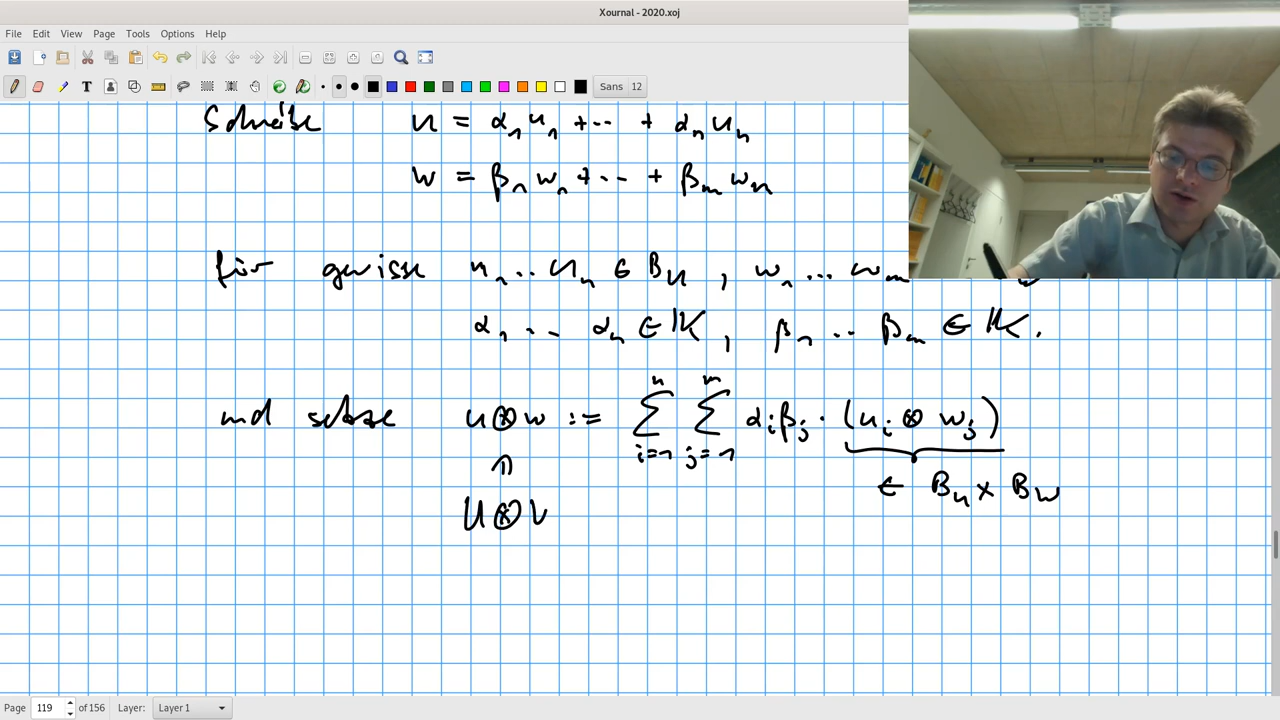 Xournal - 2020.xoj
File Edit View Page Tools Options Help
Sans 12
Schreibe u = α₁u₁ + ·· + αₙuₙ
w = β₁w₁ + ·· + βₘwₘ
für gewisse u₁ ·· uₙ ∈ B_U , w₁ ... wₘ
α₁ ·· αₙ ∈ 𝕂 , β₁ ·· βₘ ∈ 𝕂.
und setze u⊗w := ∑_{i=1}^{n} ∑_{j=1}^{m} αᵢβⱼ · (uᵢ ⊗ wⱼ)
∈ B_U × B_W
U⊗V
Page 119 of 156 Layer: Layer 1